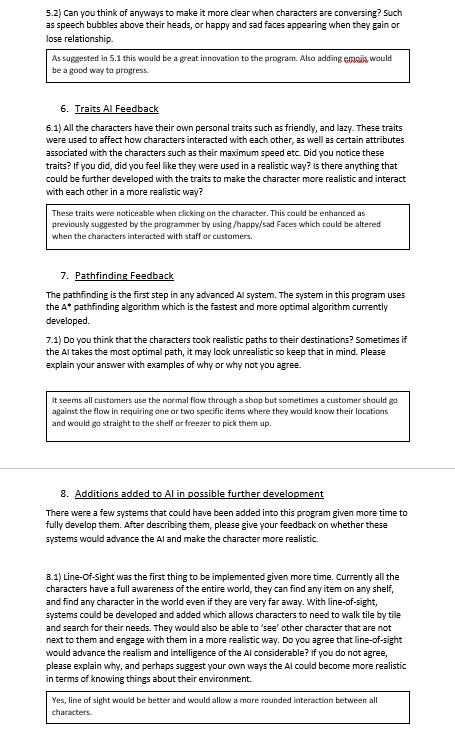 5.2) Can you think of anyways to make it more clear when characters are conversing? Such
as speech bubbles above their heads, or happy and sad faces appearing when they gain or
lose relationship.
As suggested in 5.1 this would be a great innovation to the program. Also adding emojis would
be a good way to progress.
6. Traits AI Feedback
6.1) All the characters have their own personal traits such as friendly, and lazy. These traits
were used to affect how characters interacted with each other, as well as certain attributes
associated with the characters such as their maximum speed etc. Did you notice these
traits? If you did, did you feel like they were used in a realistic way? Is there anything that
could be further developed with the traits to make the character more realistic and interact
with each other in a more realistic way?
These traits were noticeable when clicking on the character. This could be enhanced as
previously suggested by the programmer by using /happy/sad Faces which could be altered
when the characters interacted with staff or customers.
7. Pathfinding Feedback
The pathfinding is the first step in any advanced AI system. The system in this program uses
the A* pathfinding algorithm which is the fastest and more optimal algorithm currently
developed.
7.1) Do you think that the characters took realistic paths to their destinations? Sometimes if
the AI takes the most optimal path, it may look unrealistic so keep that in mind. Please
explain your answer with examples of why or why not you agree.
It seems all customers use the normal flow through a shop but sometimes a customer should go
against the flow in requiring one or two specific items where they would know their locations
and would go straight to the shelf or freezer to pick them up.
8. Additions added to AI in possible further development
There were a few systems that could have been added into this program given more time to
fully develop them. After describing them, please give your feedback on whether these
systems would advance the AI and make the character more realistic.
8.1) Line-Of-Sight was the first thing to be implemented given more time. Currently all the
characters have a full awareness of the entire world, they can find any item on any shelf,
and find any character in the world even if they are very far away. With line-of-sight,
systems could be developed and added which allows characters to need to walk tile by tile
and search for their needs. They would also be able to 'see' other character that are not
next to them and engage with them in a more realistic way. Do you agree that line-of-sight
would advance the realism and intelligence of the AI considerable? If you do not agree,
please explain why, and perhaps suggest your own ways the AI could become more realistic
in terms of knowing things about their environment.
Yes, line of sight would be better and would allow a more rounded interaction between all
characters.